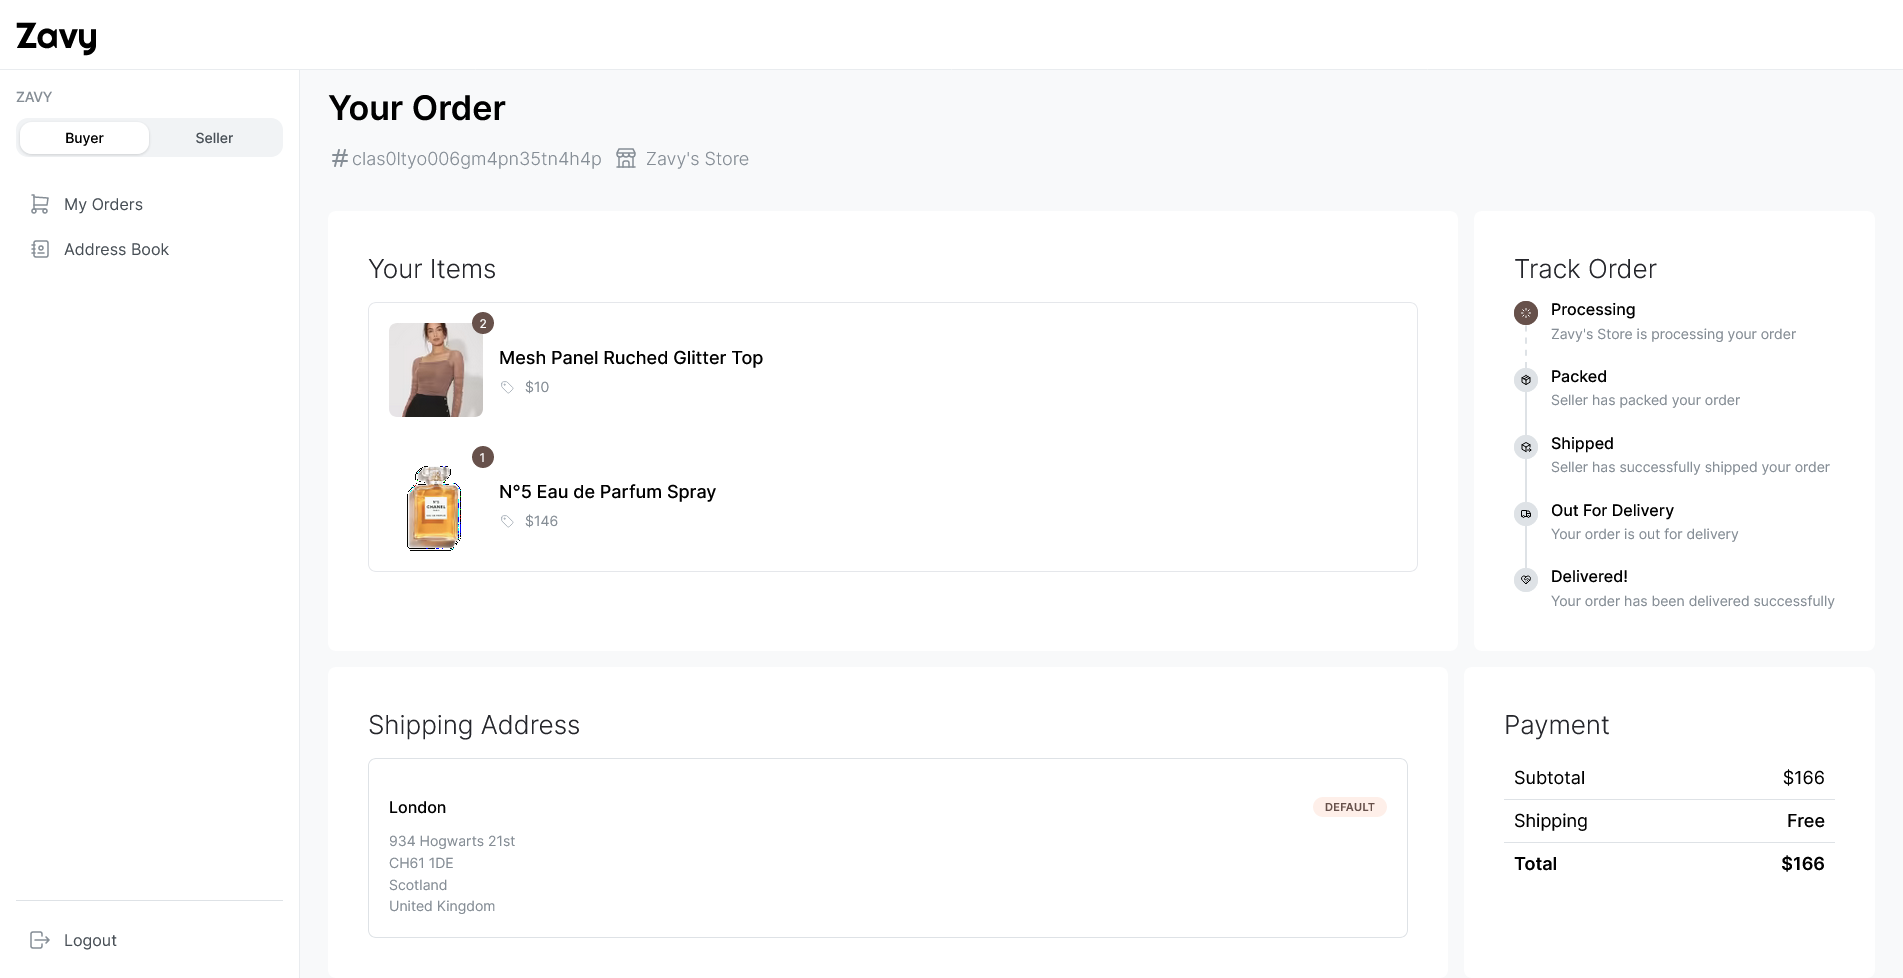 Zavy
ZAVY
Buyer
Seller
My Orders
Address Book
Logout
Your Order
#clas0ltyo006gm4pn35tn4h4p Zavy's Store
Your Items
2
Mesh Panel Ruched Glitter Top
$10
1
N°5 Eau de Parfum Spray
$146
N°5
CHANEL
Track Order
Processing
Zavy's Store is processing your order
Packed
Seller has packed your order
Shipped
Seller has successfully shipped your order
Out For Delivery
Your order is out for delivery
Delivered!
Your order has been delivered successfully
Shipping Address
London
DEFAULT
934 Hogwarts 21st
CH61 1DE
Scotland
United Kingdom
Payment
Subtotal $166
Shipping Free
Total $166